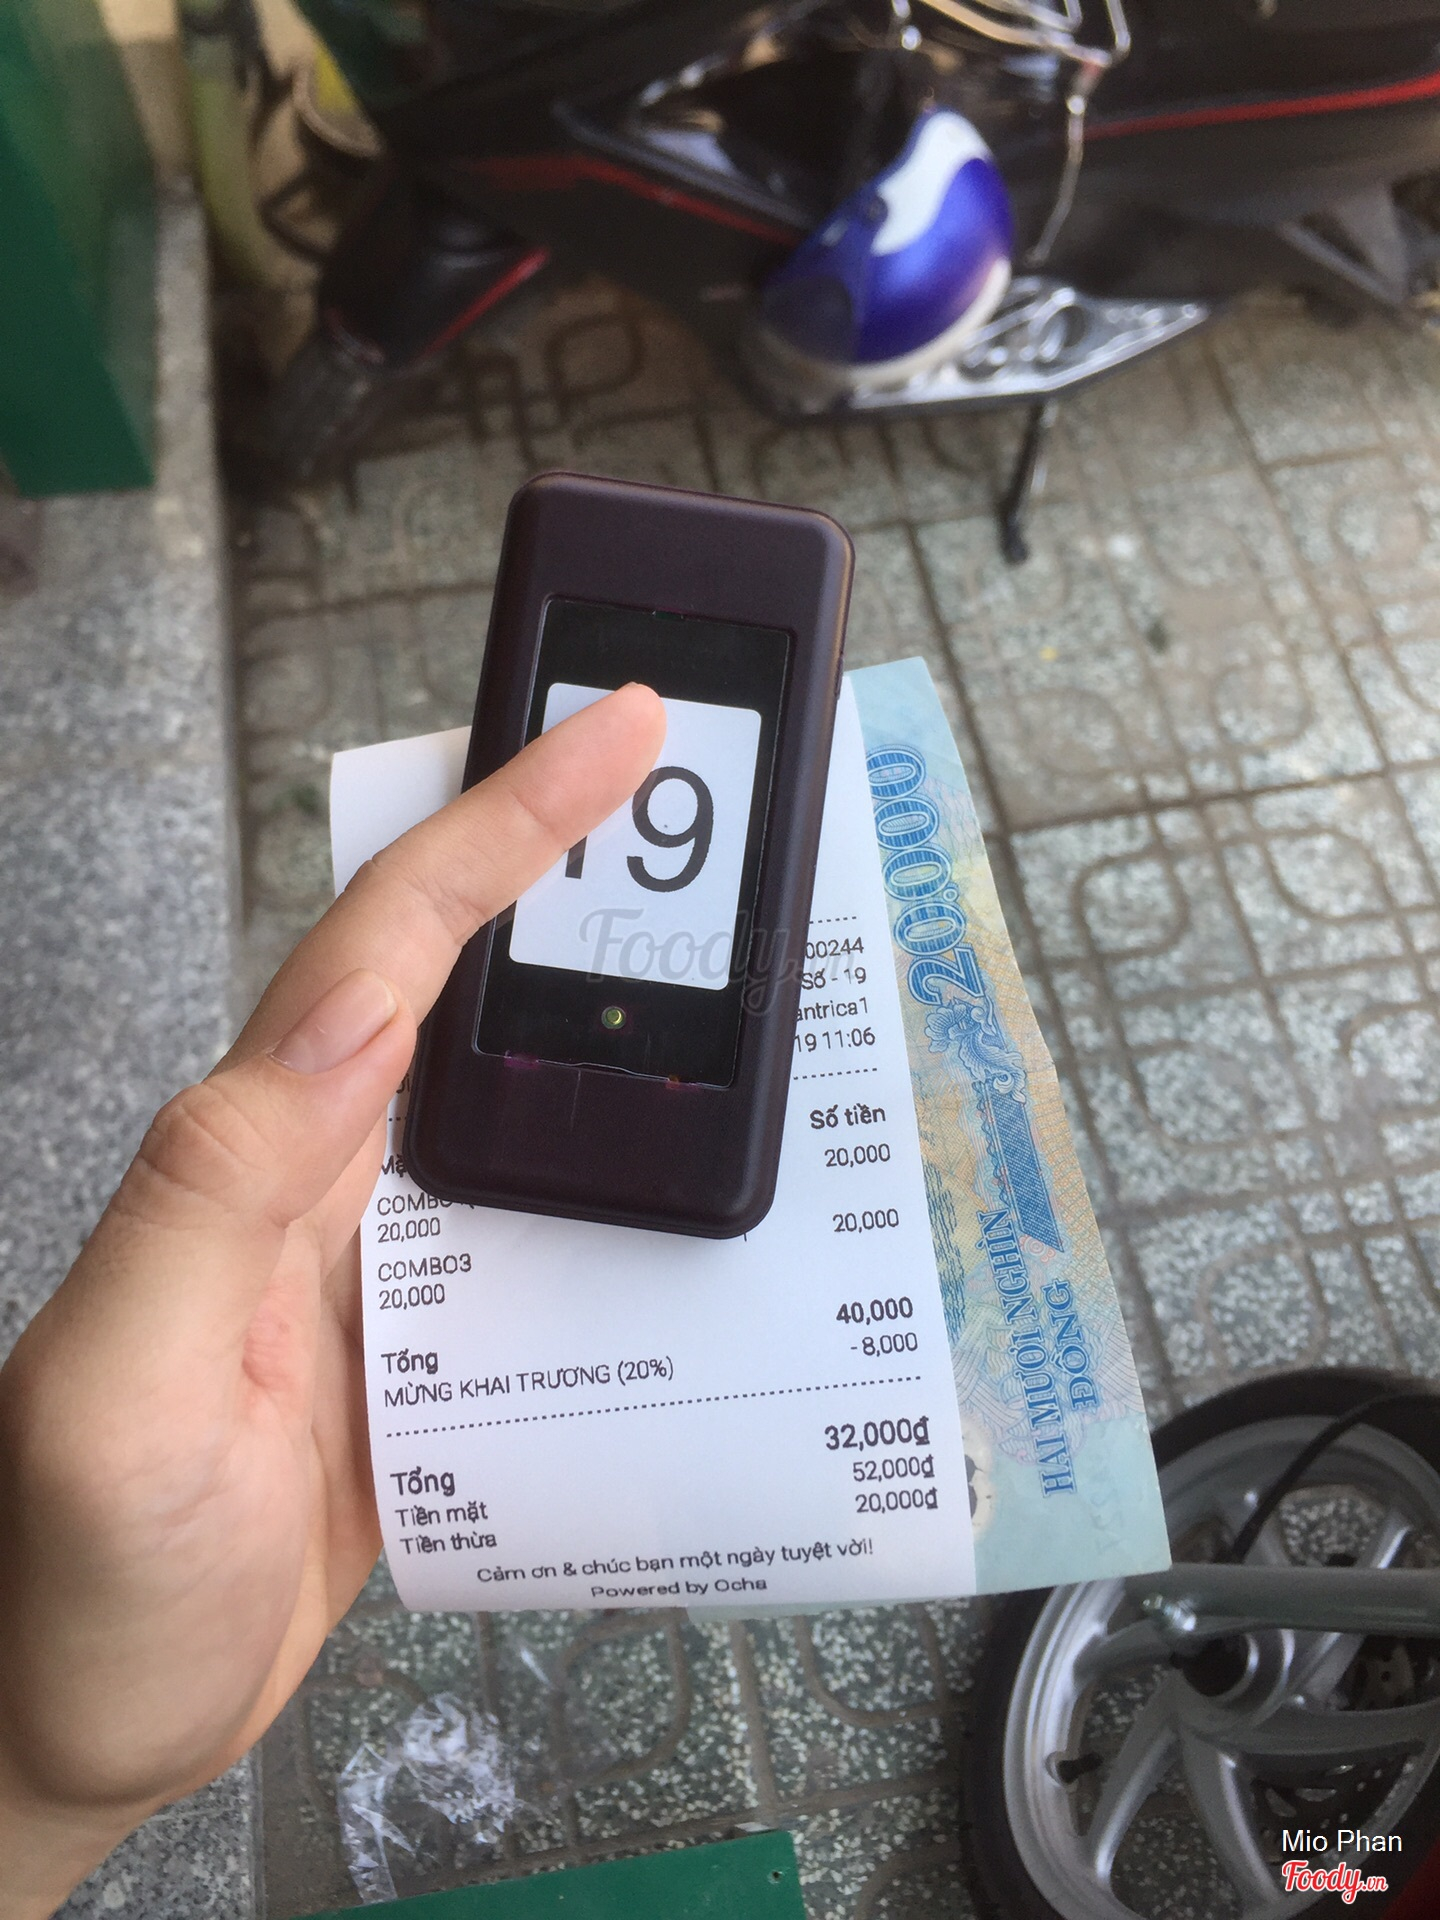 19
00244
Số - 19
antrica1
19 11:06
Số tiền
20,000
COMBO
20,000
20,000
COMBO3
20,000
Tổng 40,000
MỪNG KHAI TRƯƠNG (20%) -8,000
Tổng 32,000₫
Tiền mặt 52,000₫
Tiền thừa 20,000₫
Cảm ơn & chúc bạn một ngày tuyệt vời!
Powered by Ocha
20.000
HAI MƯƠI NGHÌN
ĐỒNG
Foody.vn
Mio Phan
Foody.vn